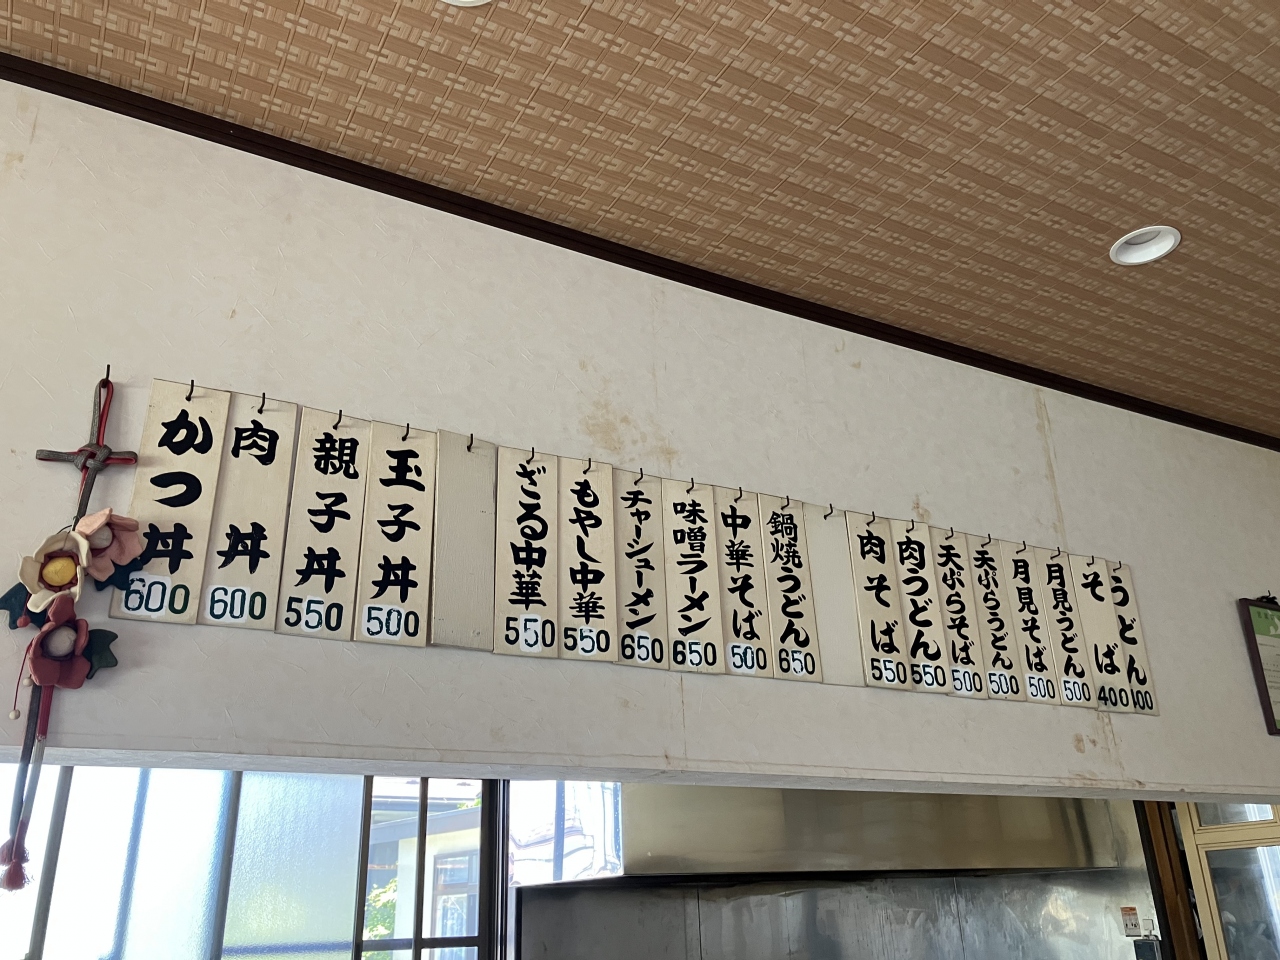 うどん
400
そば
400
月見うどん
500
月見そば
500
天ぷらうどん
500
天ぷらそば
500
肉うどん
550
肉そば
550
鍋焼うどん
650
中華そば
500
味噌ラーメン
650
チャーシューメン
650
もやし中華
550
ざる中華
550
玉子丼
500
親子丼
550
肉丼
600
かつ丼
600